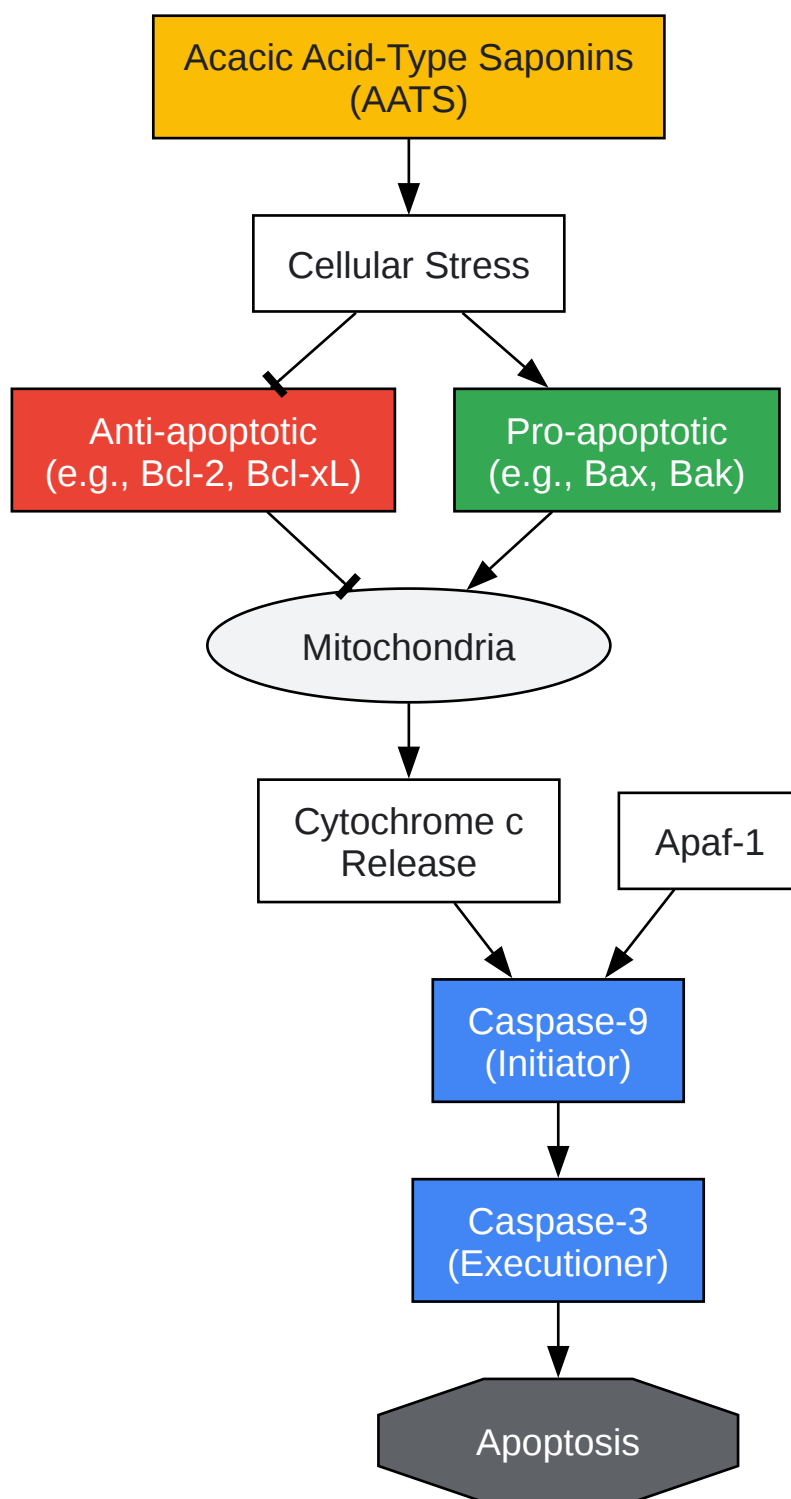 Acacic Acid-Type Saponins
(AATS)
Cellular Stress
Anti-apoptotic
(e.g., Bcl-2, Bcl-xL)
Pro-apoptotic
(e.g., Bax, Bak)
Mitochondria
Cytochrome c
Release
Apaf-1
Caspase-9
(Initiator)
Caspase-3
(Executioner)
Apoptosis